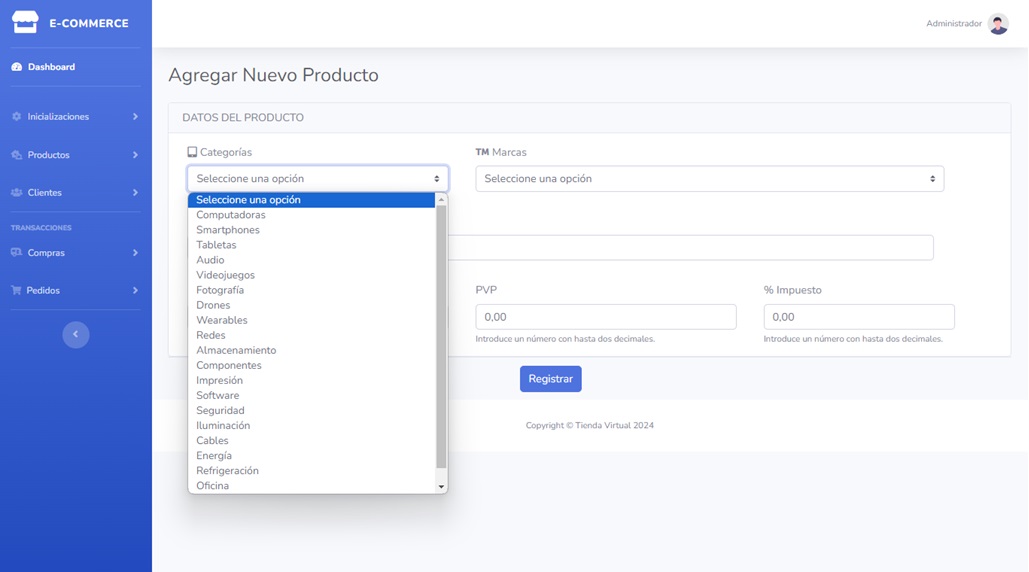 E-COMMERCE
Administrador
Dashboard
Inicializaciones
Productos
Clientes
TRANSACCIONES
Compras
Pedidos
Agregar Nuevo Producto
DATOS DEL PRODUCTO
Categorías
TM Marcas
Seleccione una opción
Seleccione una opción
Seleccione una opción
Computadoras
Smartphones
Tabletas
Audio
Videojuegos
Fotografía
Drones
Wearables
Redes
Almacenamiento
Componentes
Impresión
Software
Seguridad
Iluminación
Cables
Energía
Refrigeración
Oficina
PVP
% Impuesto
0,00
0,00
Introduce un número con hasta dos decimales.
Introduce un número con hasta dos decimales.
Registrar
Copyright © Tienda Virtual 2024